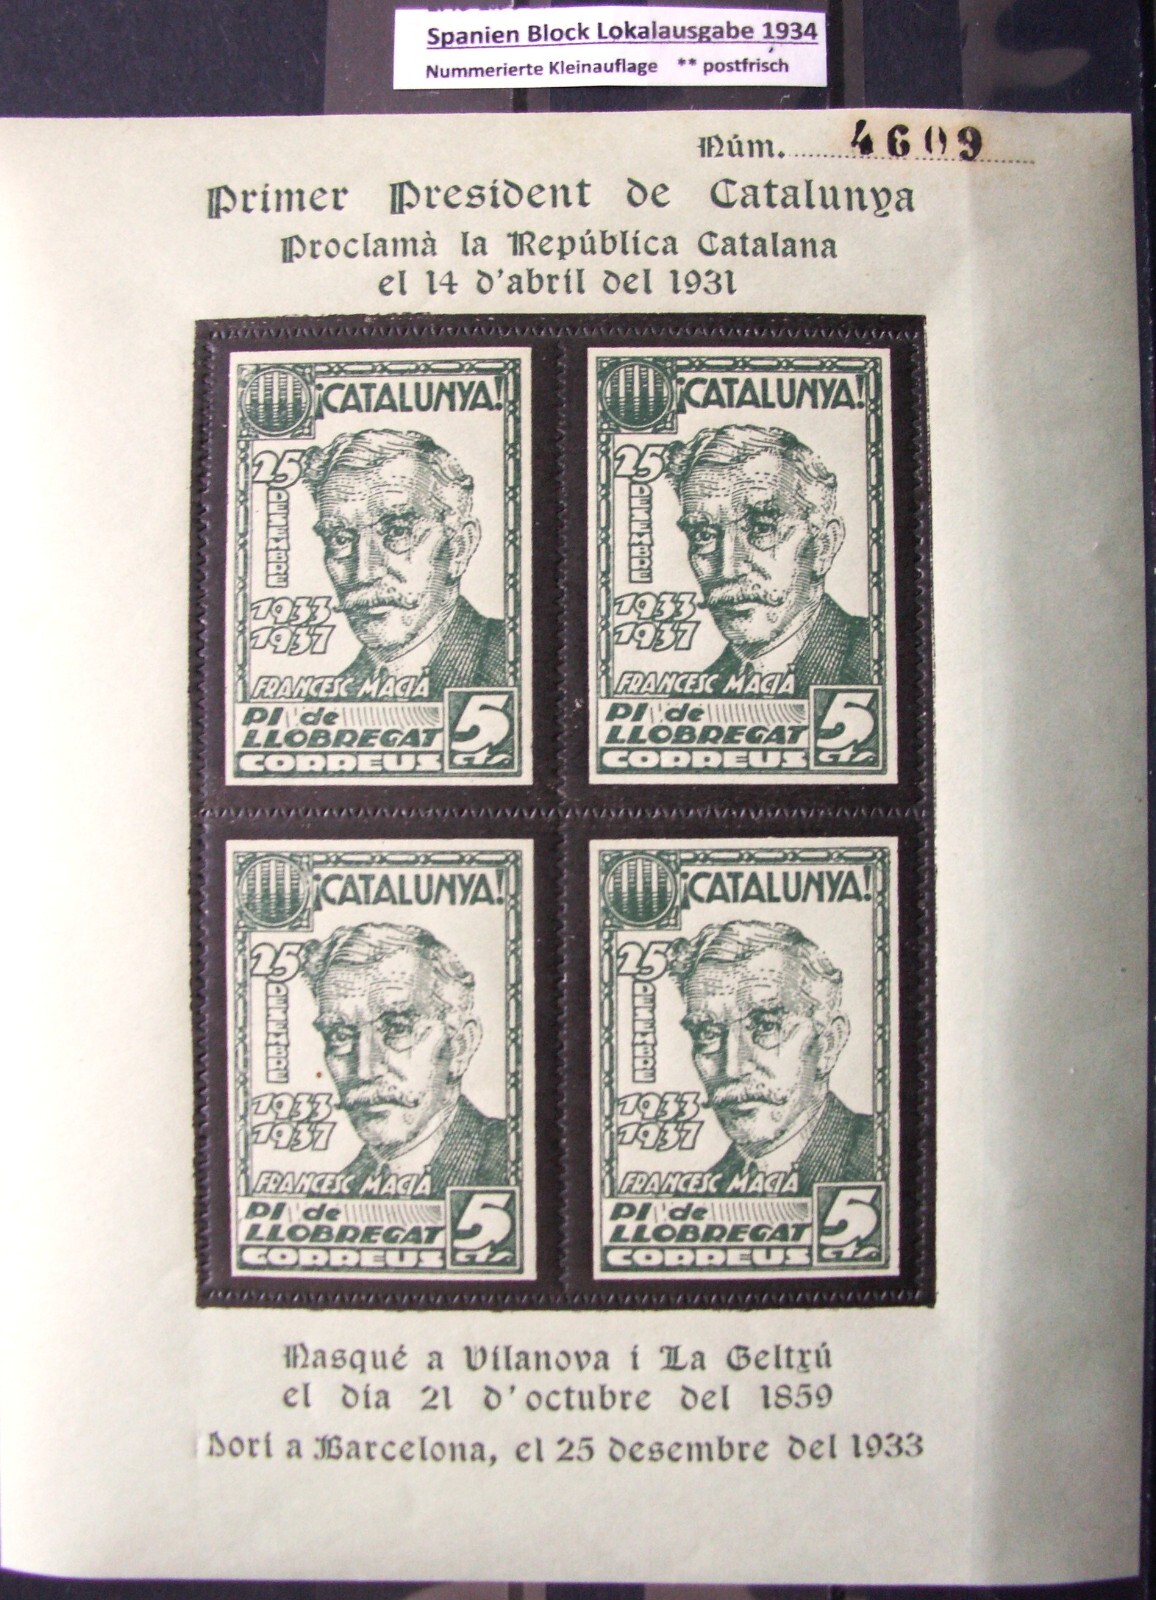 Spanien Block Lokalausgabe 1934
Nummerierte Kleinauflage ** postfrisch
Núm. 4609
Primer President de Catalunya
Proclamà la República Catalana
el 14 d'abril del 1931
¡CATALUNYA!
25
DESEMBRE
1933
1937
FRANCESC MACIÀ
PI de
LLOBREGAT
CORREUS
5
cts.
¡CATALUNYA!
25
DESEMBRE
1933
1937
FRANCESC MACIÀ
PI de
LLOBREGAT
CORREUS
5
cts.
¡CATALUNYA!
25
DESEMBRE
1933
1937
FRANCESC MACIÀ
PI de
LLOBREGAT
CORREUS
5
cts.
¡CATALUNYA!
25
DESEMBRE
1933
1937
FRANCESC MACIÀ
PI de
LLOBREGAT
CORREUS
5
cts.
Nasqué a Vilanova i La Geltrú
el dia 21 d'octubre del 1859
Morí a Barcelona, el 25 desembre del 1933